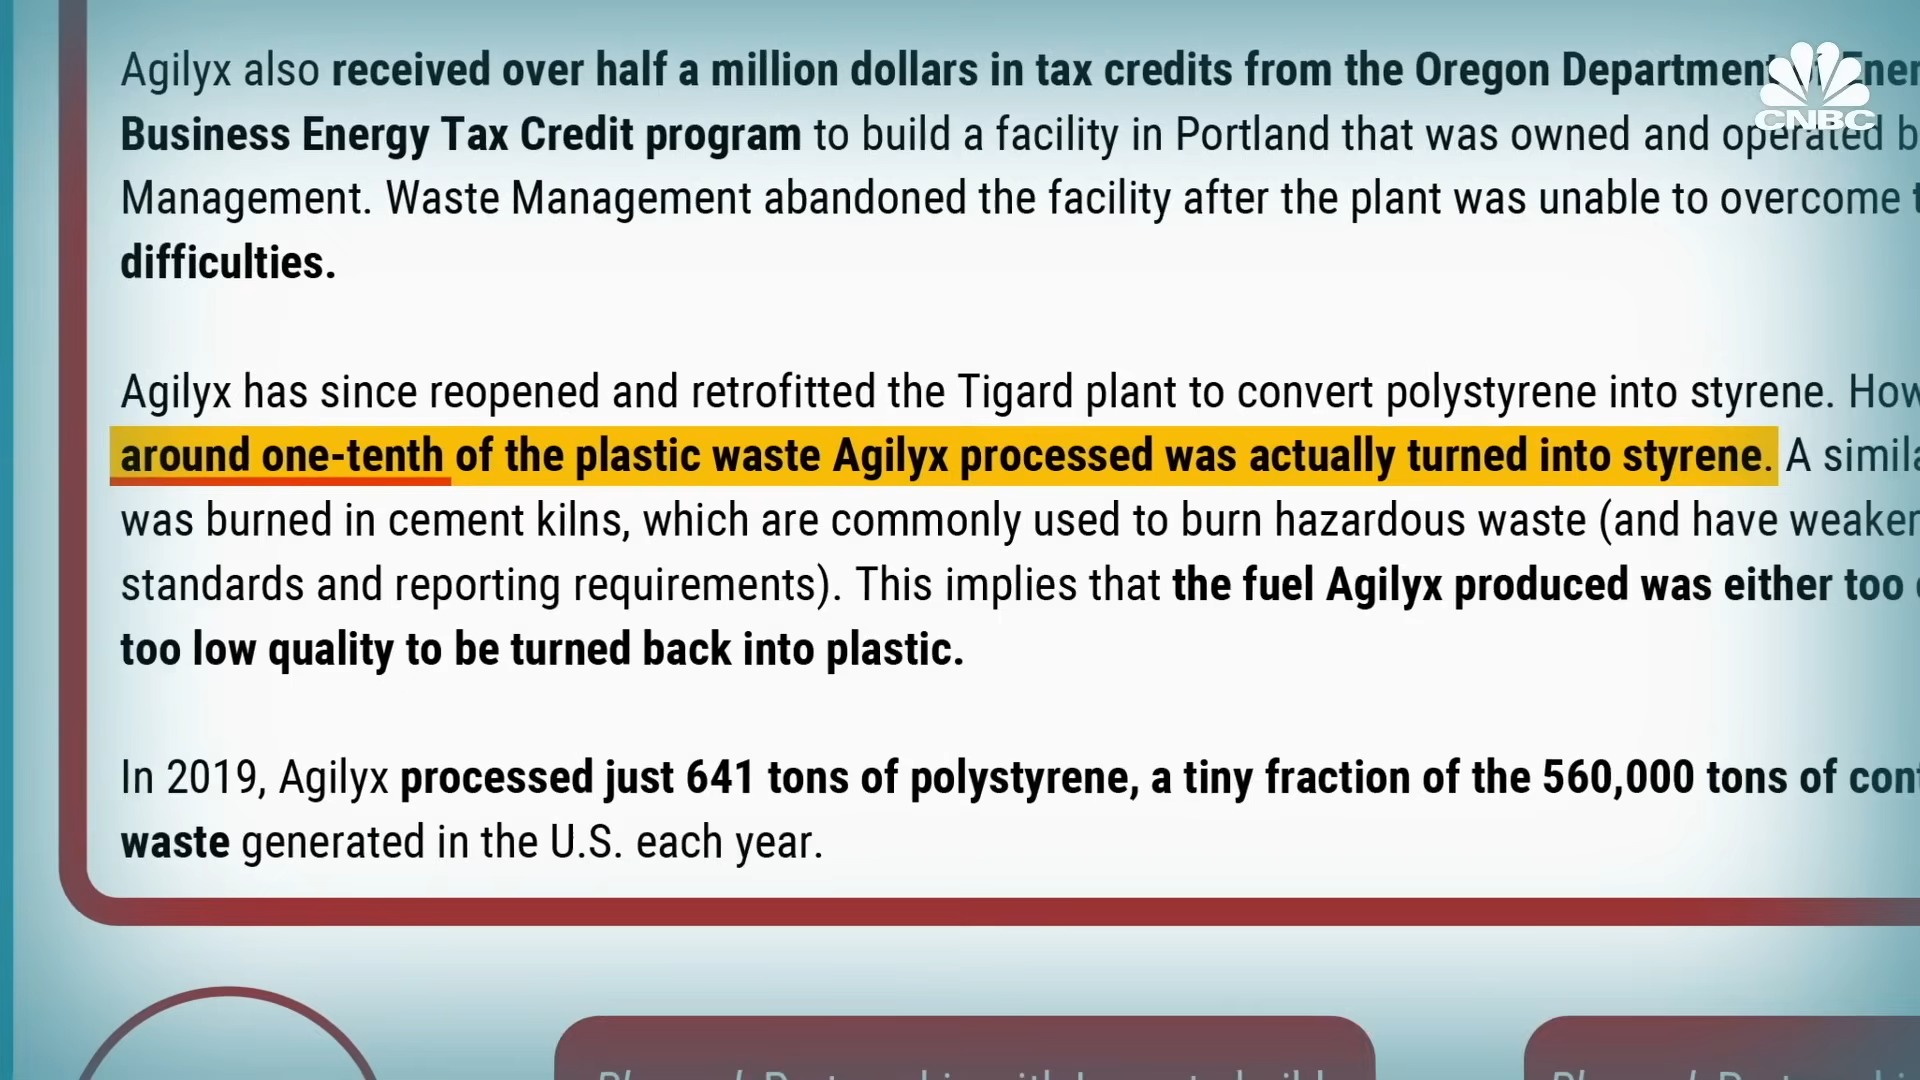 Agilyx also received over half a million dollars in tax credits from the Oregon Department of Ener
CNBC
Business Energy Tax Credit program to build a facility in Portland that was owned and operated b
Management. Waste Management abandoned the facility after the plant was unable to overcome t
difficulties.
Agilyx has since reopened and retrofitted the Tigard plant to convert polystyrene into styrene. How
around one-tenth of the plastic waste Agilyx processed was actually turned into styrene. A simila
was burned in cement kilns, which are commonly used to burn hazardous waste (and have weaker
standards and reporting requirements). This implies that the fuel Agilyx produced was either too
too low quality to be turned back into plastic.
In 2019, Agilyx processed just 641 tons of polystyrene, a tiny fraction of the 560,000 tons of con
waste generated in the U.S. each year.